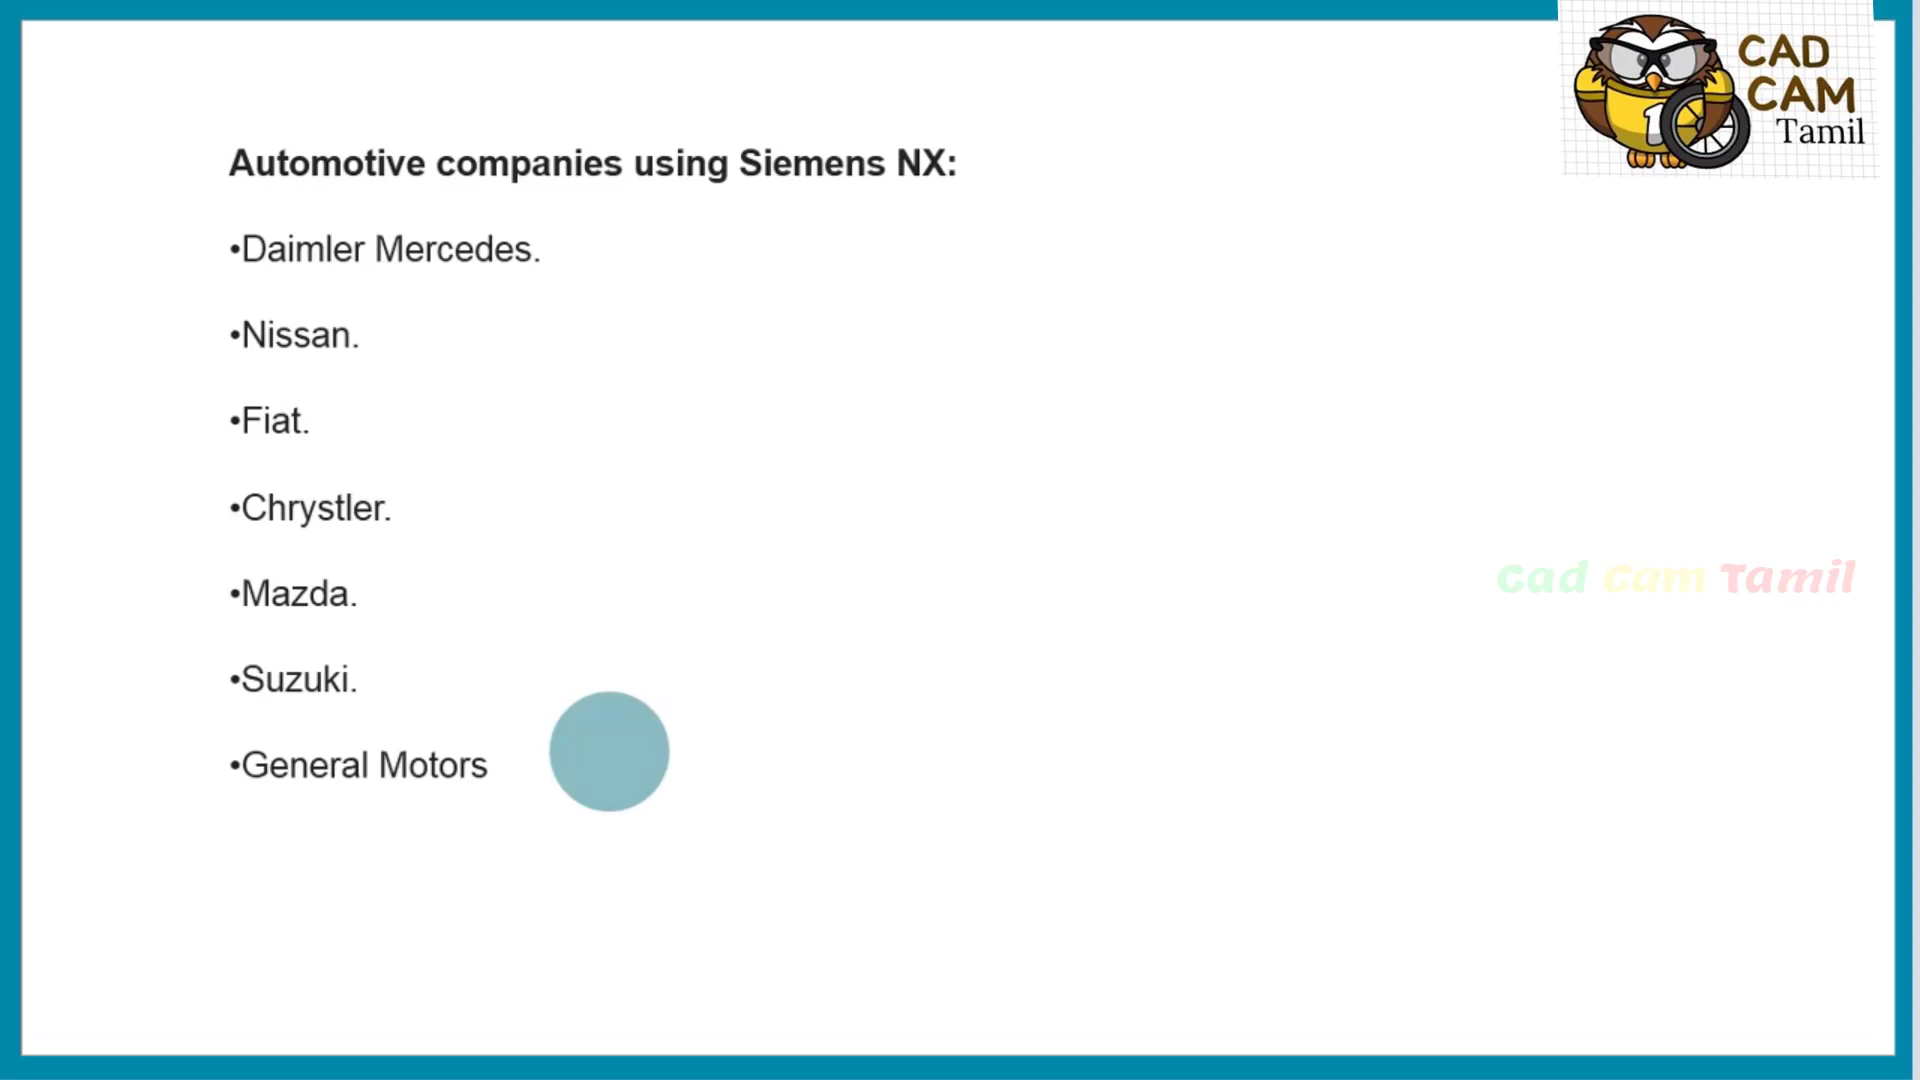 CAD
CAM
Tamil
1
Automotive companies using Siemens NX:
•Daimler Mercedes.
•Nissan.
•Fiat.
•Chrystler.
•Mazda.
•Suzuki.
•General Motors
Cad Cam Tamil